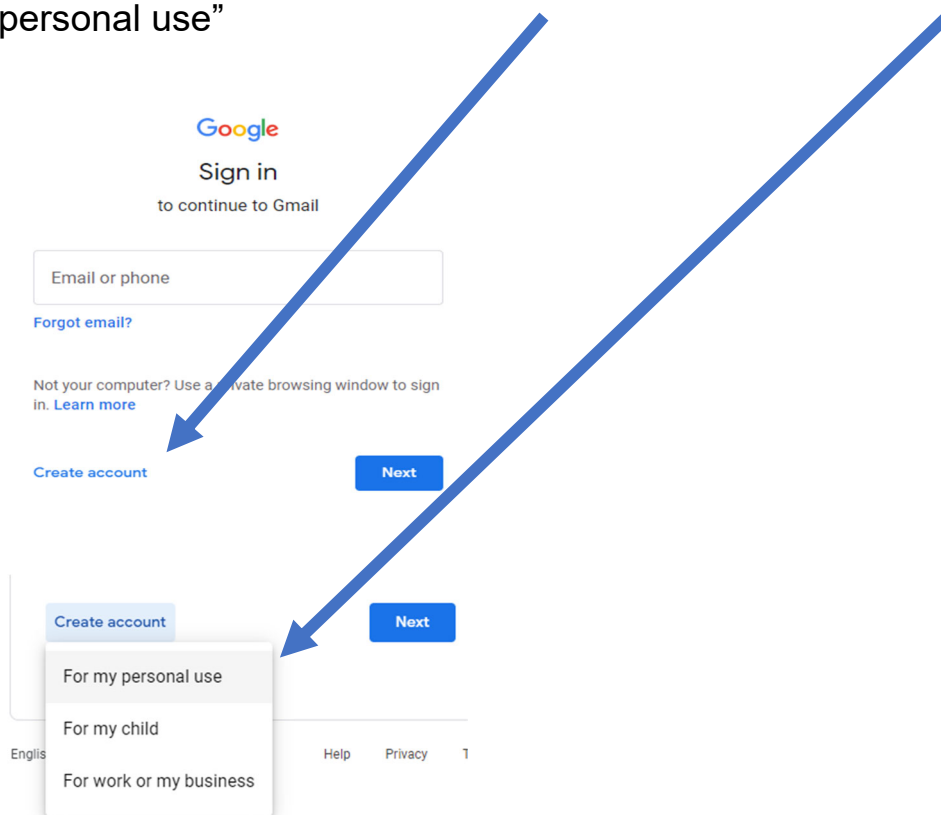 personal use”
Google
Sign in
to continue to Gmail
Email or phone
Forgot email?
Not your computer? Use a private browsing window to sign
in. Learn more
Create account Next
Create account Next
For my personal use
For my child
Help Privacy
For work or my business